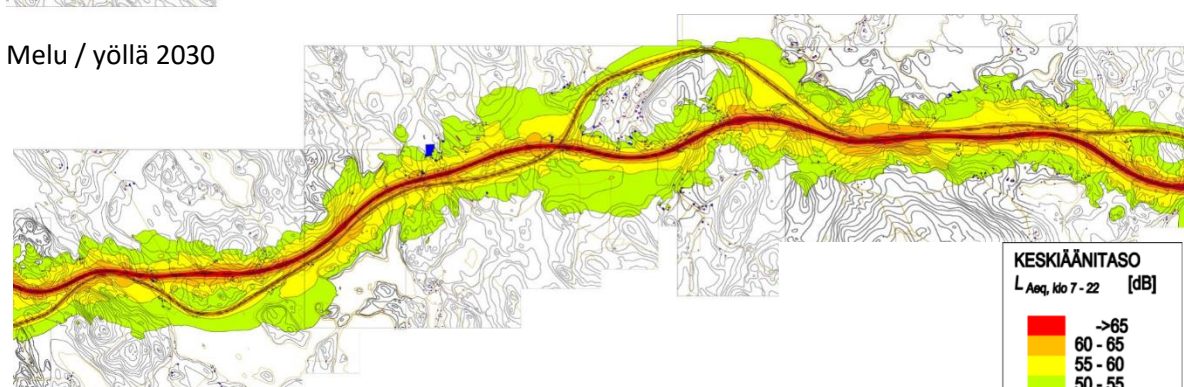 Melu / yöllä 2030
KESKIÄÄNITASO
L Aeq, klo 7 - 22 [dB]
->65
60 - 65
55 - 60
50 - 55